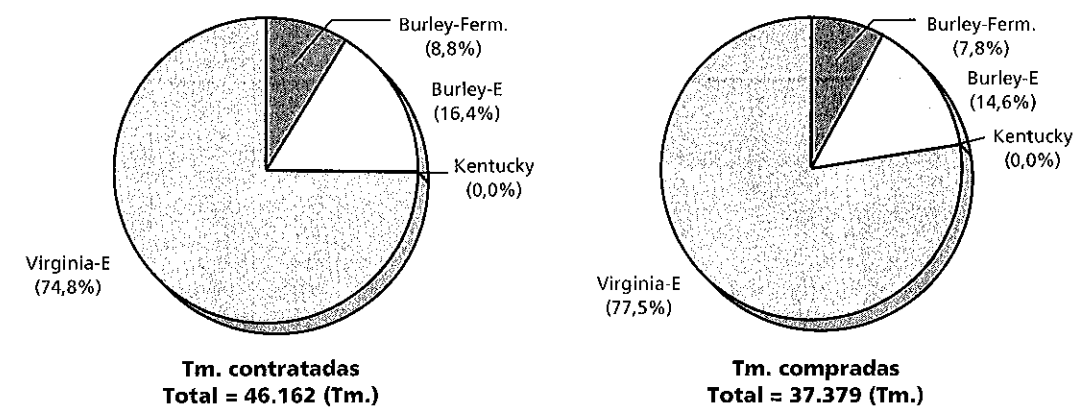 Burley-Ferm.
(8,8%)
Burley-E
(16,4%)
Kentucky
(0,0%)
Virginia-E
(74,8%)
Tm. contratadas
Total = 46.162 (Tm.)
Burley-Ferm.
(7,8%)
Burley-E
(14,6%)
Kentucky
(0,0%)
Virginia-E
(77,5%)
Tm. compradas
Total = 37.379 (Tm.)